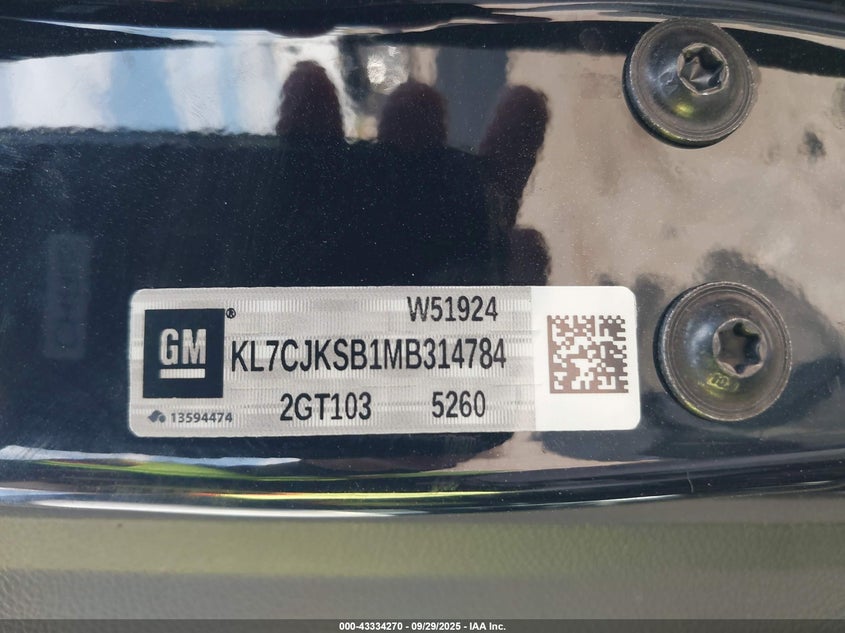 W51924
GM®
KL7CJKSB1MB314784
2GT103 5260
13594474
000-43334270 - 09/29/2025 - IAA Inc.